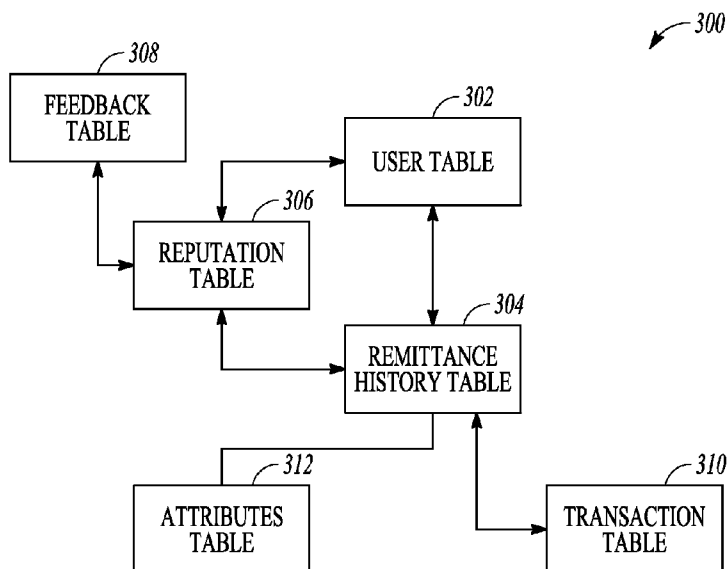 300
308
FEEDBACK
TABLE
302
USER TABLE
306
REPUTATION
TABLE
304
REMITTANCE
HISTORY TABLE
312
ATTRIBUTES
TABLE
310
TRANSACTION
TABLE